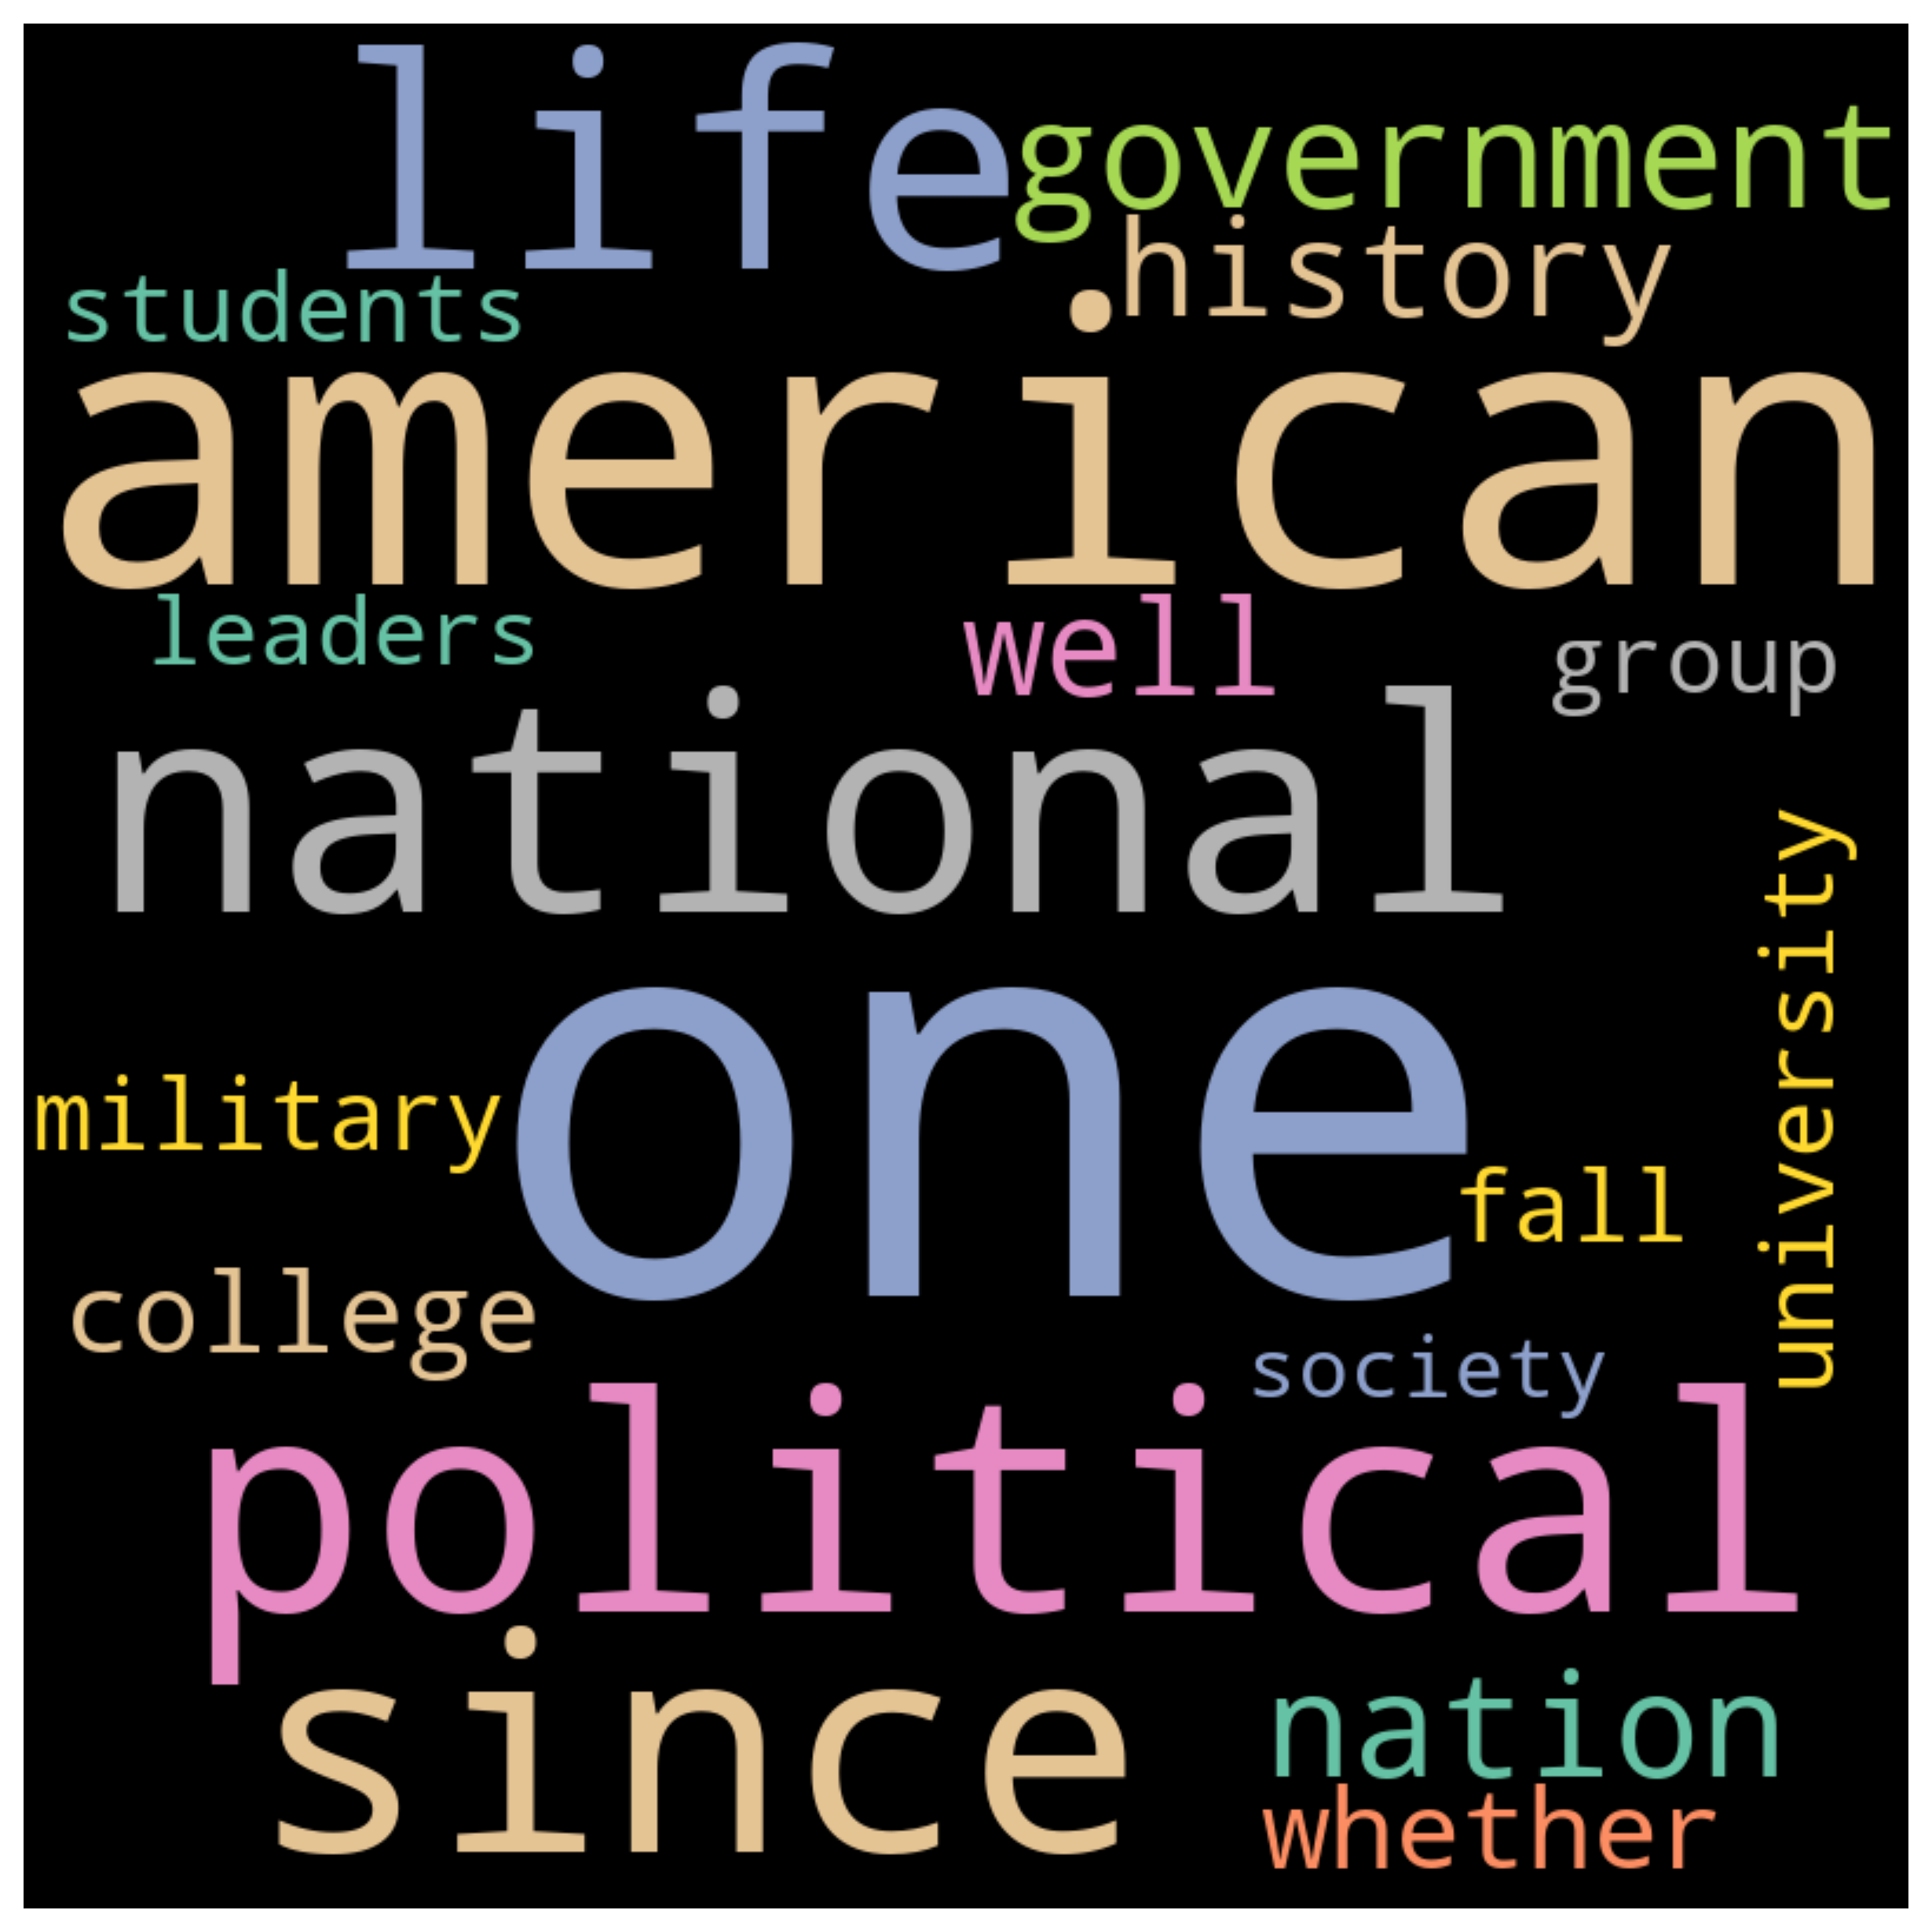 life
government
history
students
american
leaders
well
group
national
university
one
military
fall
college
society
political
since
nation
whether